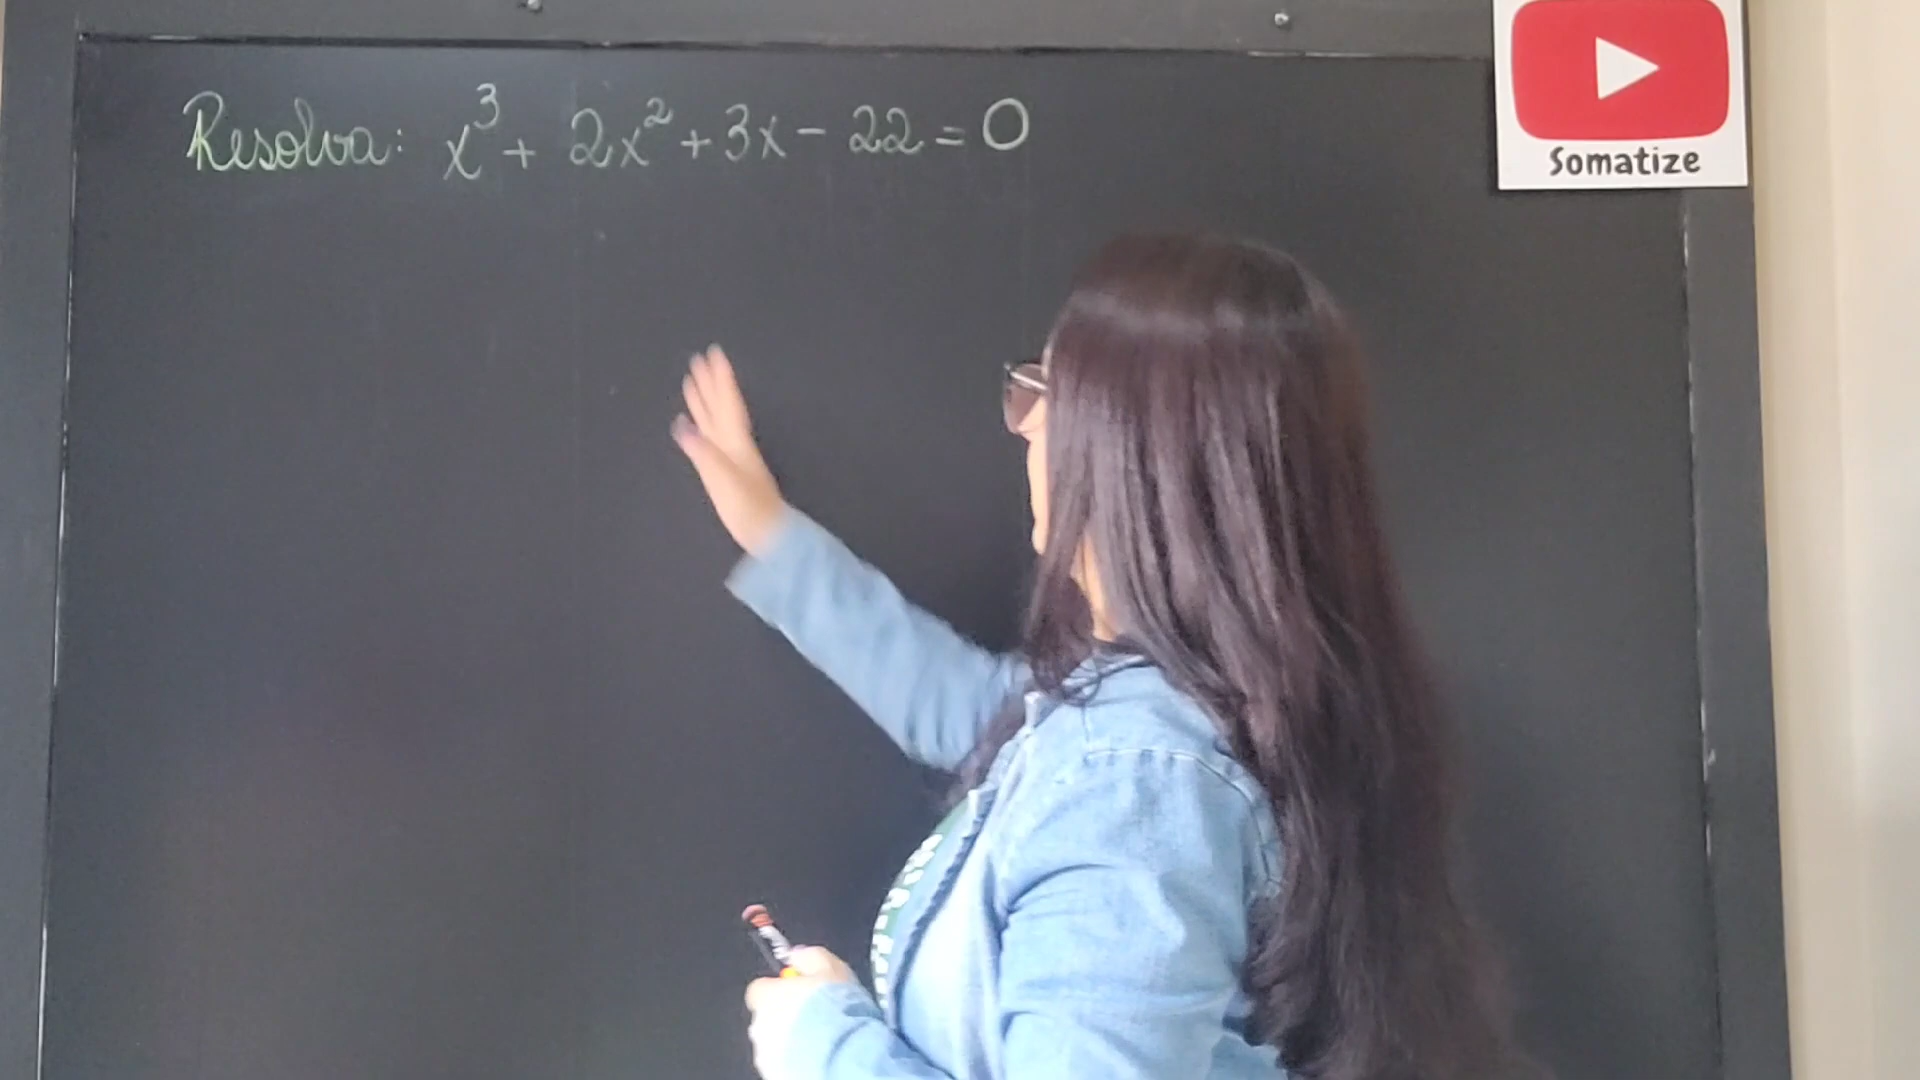 Resolva: x³ + 2x² + 3x - 22 = 0
Somatize